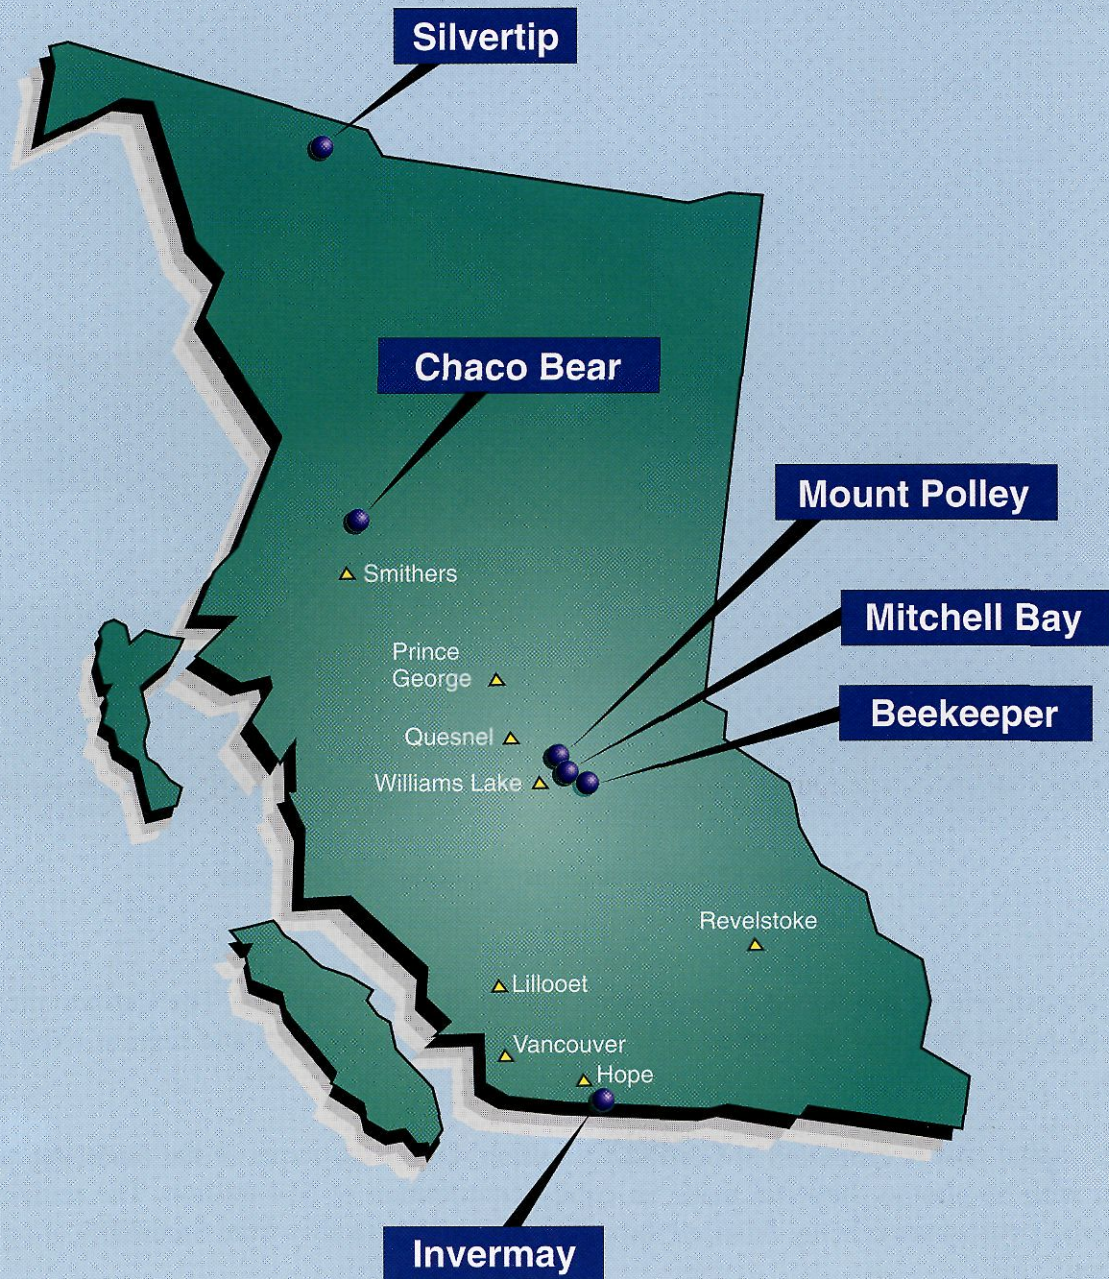 Silvertip
Chaco Bear
Mount Polley
Smithers
Mitchell Bay
Prince
George
Beekeeper
Quesnel
Williams Lake
Revelstoke
Lillooet
Vancouver
Hope
Invermay